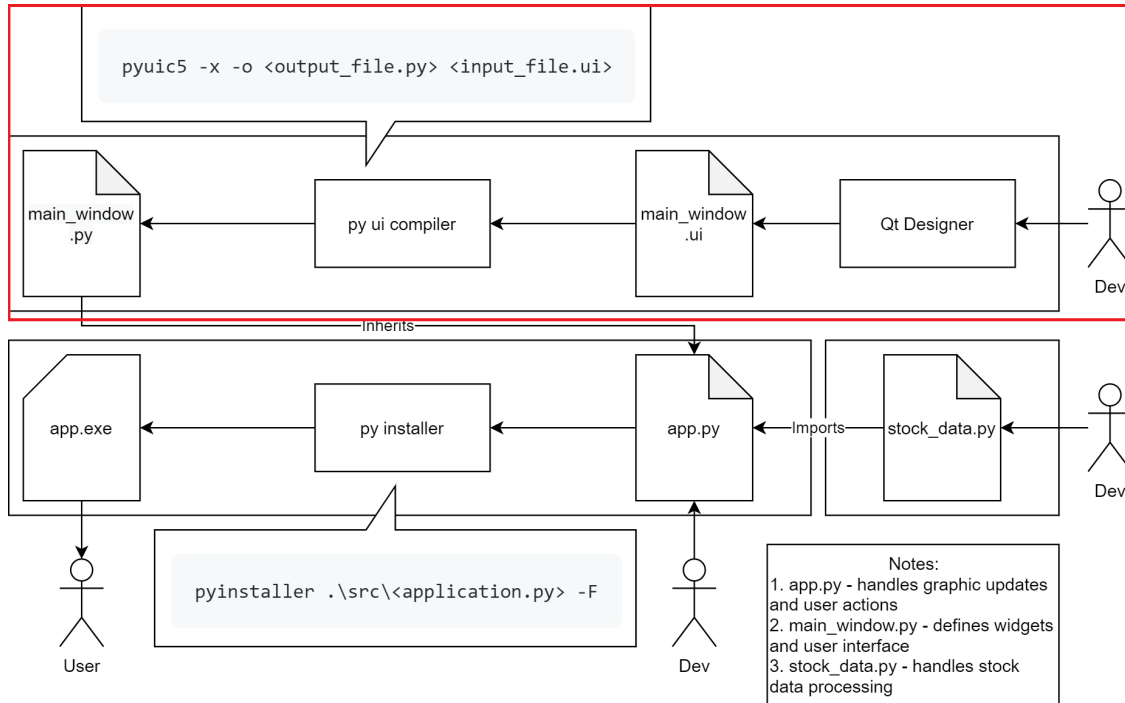 pyuic5 -x -o <output_file.py> <input_file.ui>
main_window
.py
py ui compiler
main_window
.ui
Qt Designer
Dev
Inherits
app.exe
py installer
app.py
Imports
stock_data.py
Dev
pyinstaller .\src\<application.py> -F
User
Dev
Notes:
1. app.py - handles graphic updates
and user actions
2. main_window.py - defines widgets
and user interface
3. stock_data.py - handles stock
data processing